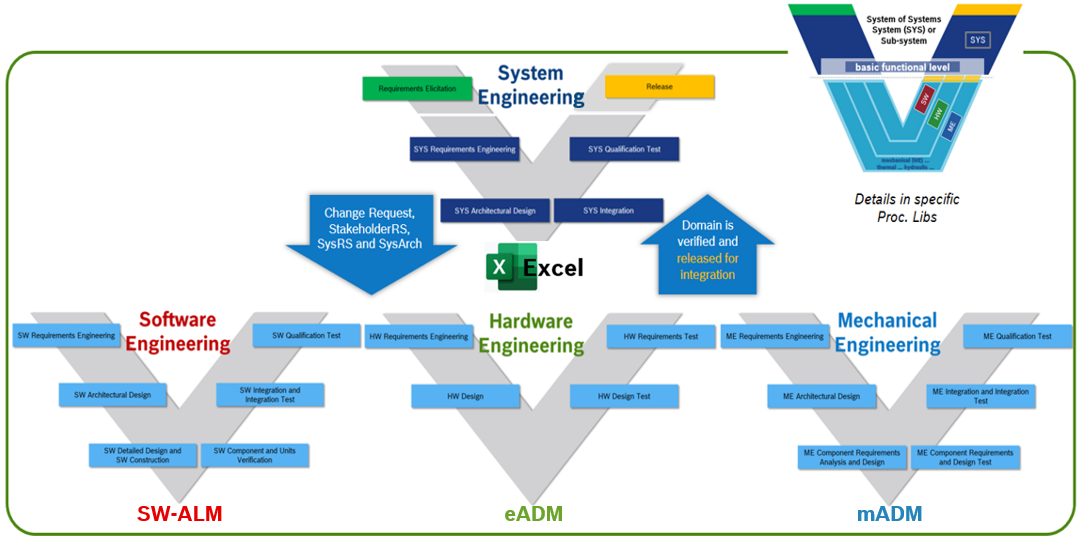 System of Systems
System (SYS) or
Sub-system
SYS
basic functional level
SW
HW
ME
mechanical (ME) ...
thermal ... hydraulic ...
Details in specific
Proc. Libs
System
Engineering
Requirements Elicitation
Release
SYS Requirements Engineering
SYS Qualification Test
SYS Architectural Design
SYS Integration
Change Request,
StakeholderRS,
SysRS and SysArch
Domain is
verified and
released for
integration
X
Excel
Software
Engineering
SW Requirements Engineering
SW Qualification Test
SW Architectural Design
SW Integration and
Integration Test
SW Detailed Design and
SW Construction
SW Component and Units
Verification
SW-ALM
Hardware
Engineering
HW Requirements Engineering
HW Requirements Test
HW Design
HW Design Test
eADM
Mechanical
Engineering
ME Requirements Engineering
ME Qualification Test
ME Architectural Design
ME Integration and Integration
Test
ME Component Requirements
Analysis and Design
ME Component Requirements
and Design Test
mADM